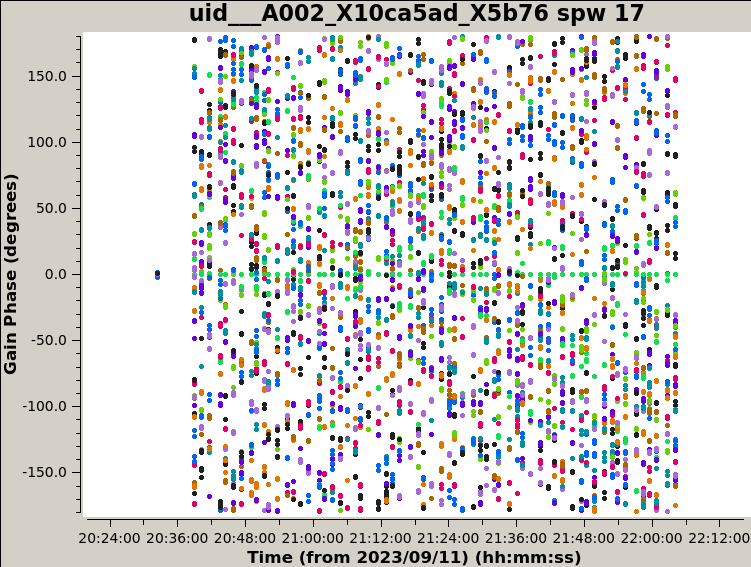 uid___A002_X10ca5ad_X5b76 spw 17
Gain Phase (degrees)
150.0
100.0
50.0
0.0
-50.0
-100.0
-150.0
20:24:00 20:36:00 20:48:00 21:00:00 21:12:00 21:24:00 21:36:00 21:48:00 22:00:00 22:12:00
Time (from 2023/09/11) (hh:mm:ss)